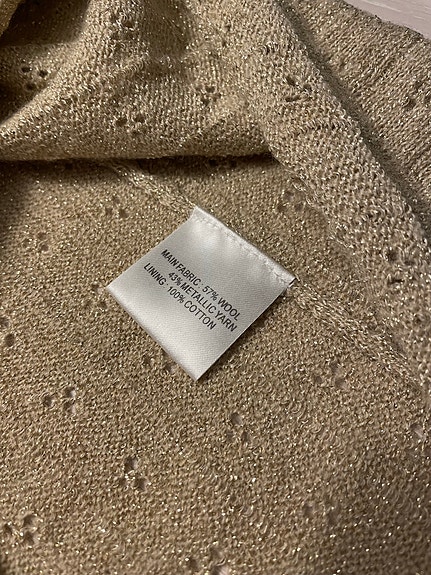 MAIN FABRIC: 57% WOOL
43% METALLIC YARN
LINING: 100% COTTON